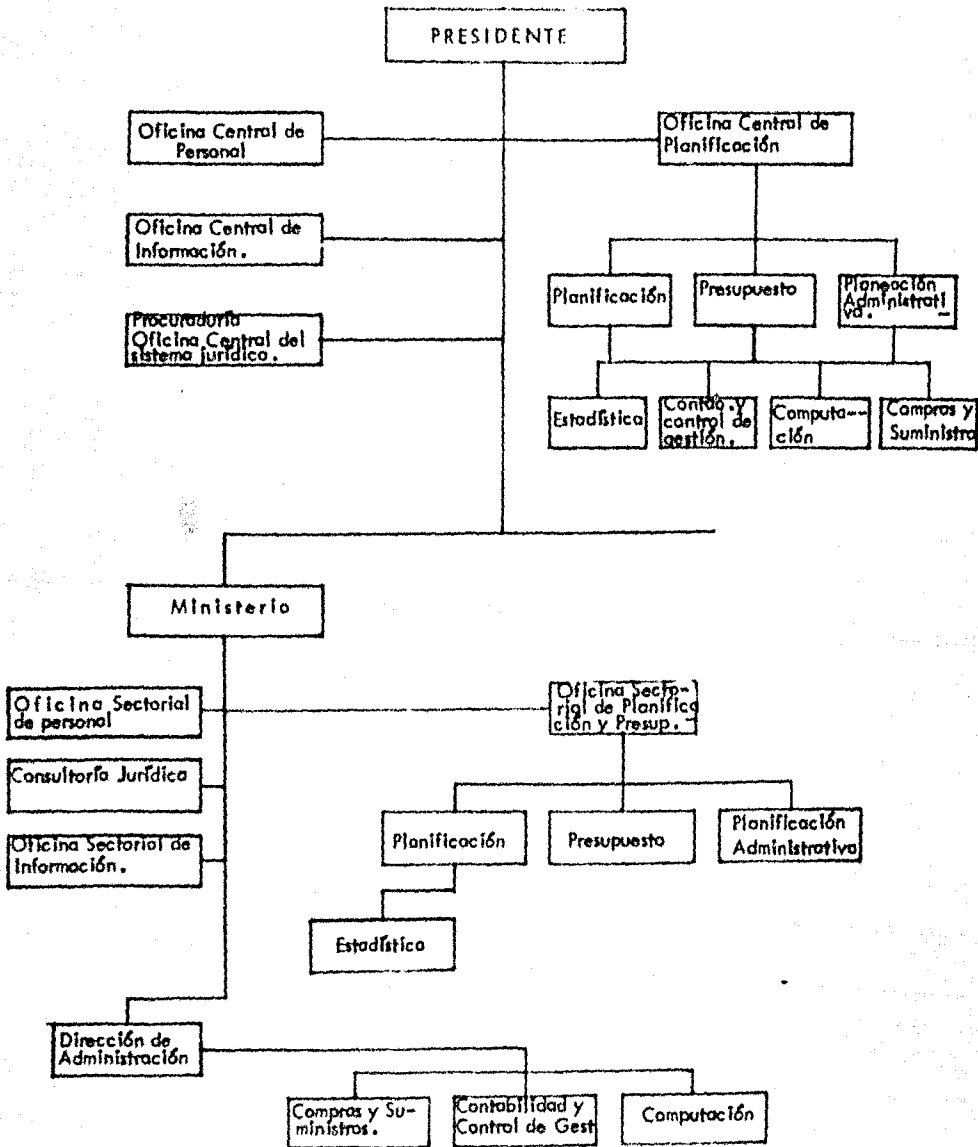 PRESIDENTE
Oficina Central de
Personal
Oficina Central de
Planificación
Oficina Central de
Información.
Planificación
Presupuesto
Planeación
Administrati
va. —
Procuraduría
Oficina Central del
sistema jurídico.
Estadística
Contab. y
control de
gestión.
Computa--
ción
Compras y
Suministra
Ministerio
Oficina Sectorial
de personal
Oficina Secto-
rial de Planifica
ción y Presup. -
Consultoría Jurídica
Oficina Sectorial de
Información.
Planificación
Presupuesto
Planificación
Administrativa
Estadística
Dirección de
Administración
Compras y Su-
ministros.
Contabilidad y
Control de Gest
Computación